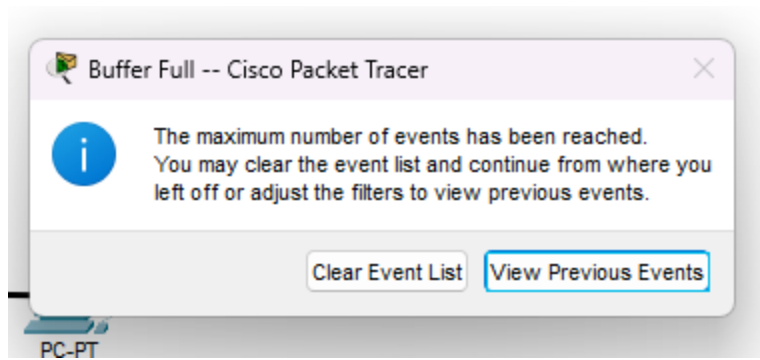 Buffer Full -- Cisco Packet Tracer
The maximum number of events has been reached.
You may clear the event list and continue from where you
left off or adjust the filters to view previous events.
Clear Event List View Previous Events
PC-PT